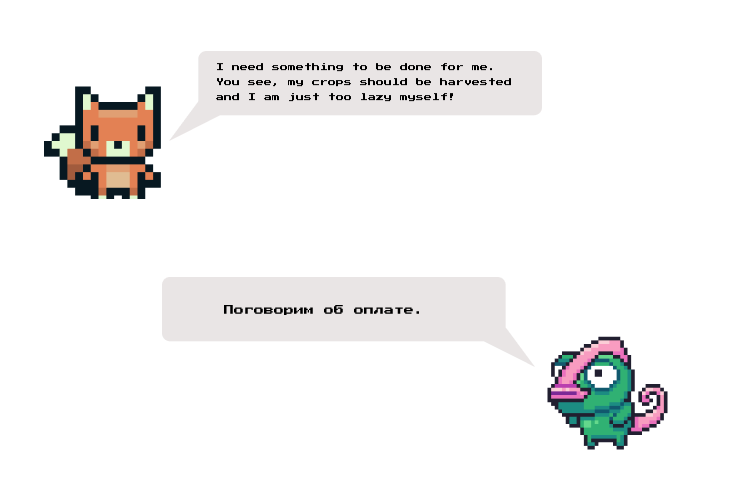 I need something to be done for me.
You see, my crops should be harvested
and I am just too lazy myself!
Поговорим об оплате.